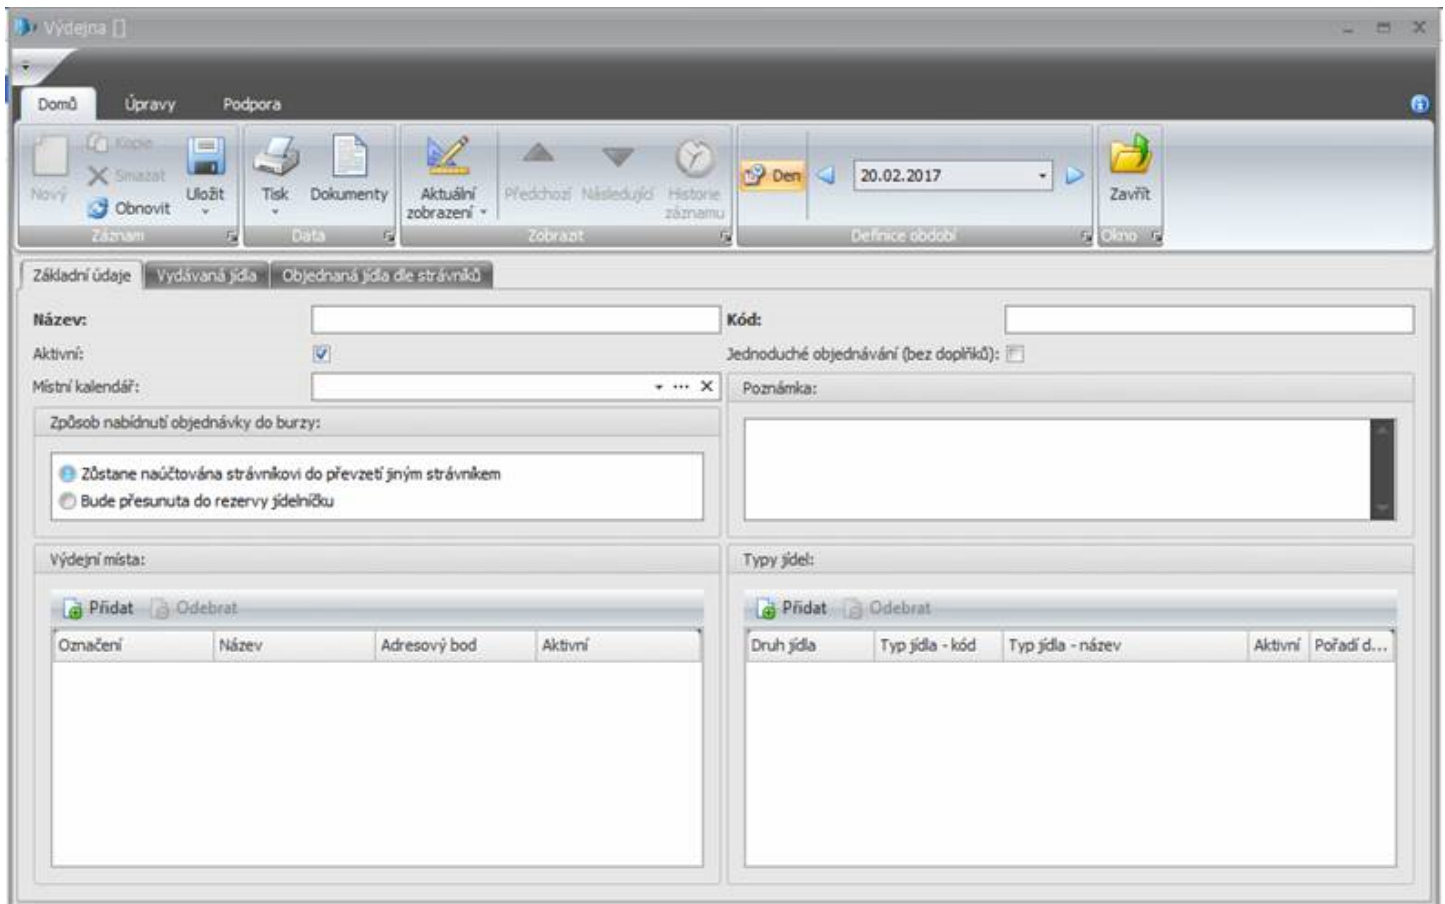 Výdejna []
Domů Úpravy Podpora
Nový
Kopie
Smazat
Obnovit
Uložit
Záznam
Tisk
Dokumenty
Data
Aktuální
zobrazení
Předchozí
Následující
Historie
záznamu
Zobrazit
Den
20.02.2017
Definice období
Zavřít
Okno
Základní údaje Vydávaná jídla Objednaná jídla dle strávníků
Název:
Kód:
Aktivní:
Jednoduché objednávání (bez doplňků):
Místní kalendář:
Poznámka:
Způsob nabídnutí objednávky do burzy:
Zůstane naúčtována strávníkovi do převzetí jiným strávníkem
Bude přesunuta do rezervy jídelníčku
Výdejní místa:
Přidat Odebrat
Označení Název Adresový bod Aktivní
Typy jídel:
Přidat Odebrat
Druh jídla Typ jídla - kód Typ jídla - název Aktivní Pořadí d...